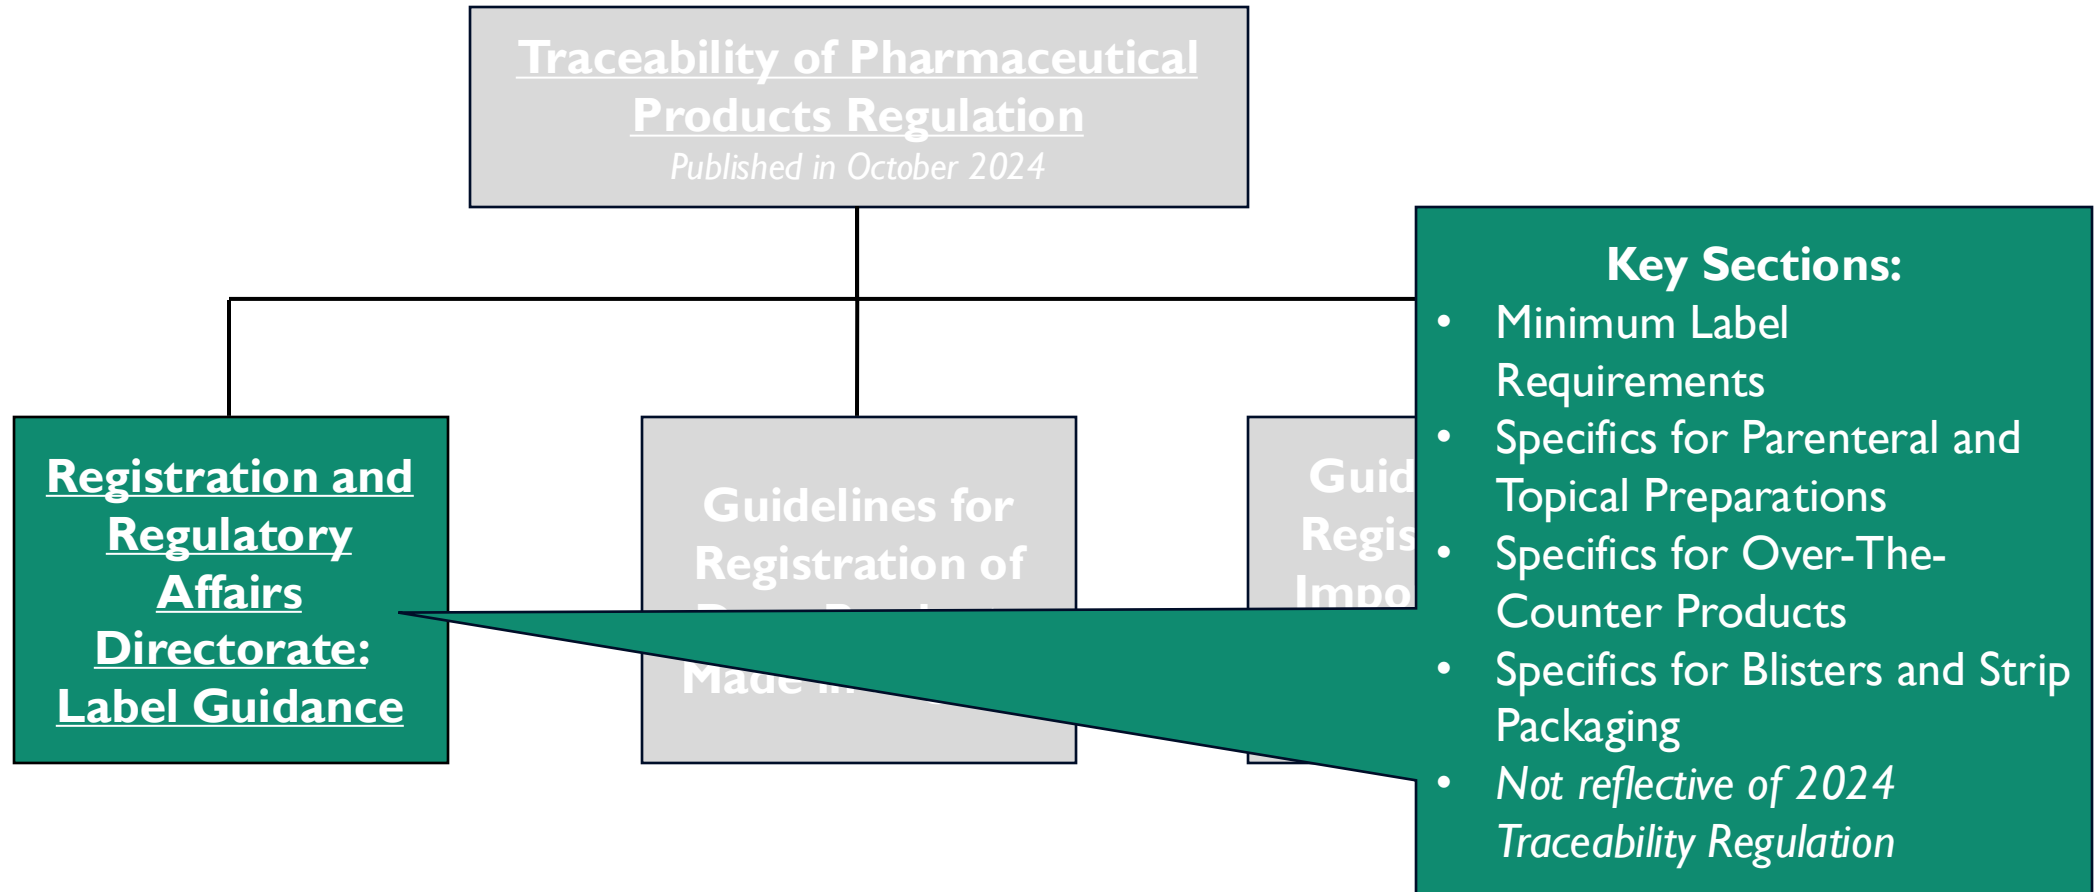 Traceability of Pharmaceutical
Products Regulation
Published in October 2024
Registration and
Regulatory
Affairs
Directorate:
Label Guidance
Guidelines for
Registration of
Made in
Key Sections:
• Minimum Label
Requirements
• Specifics for Parenteral and
Topical Preparations
• Specifics for Over-The-
Counter Products
• Specifics for Blisters and Strip
Packaging
• Not reflective of 2024
Traceability Regulation